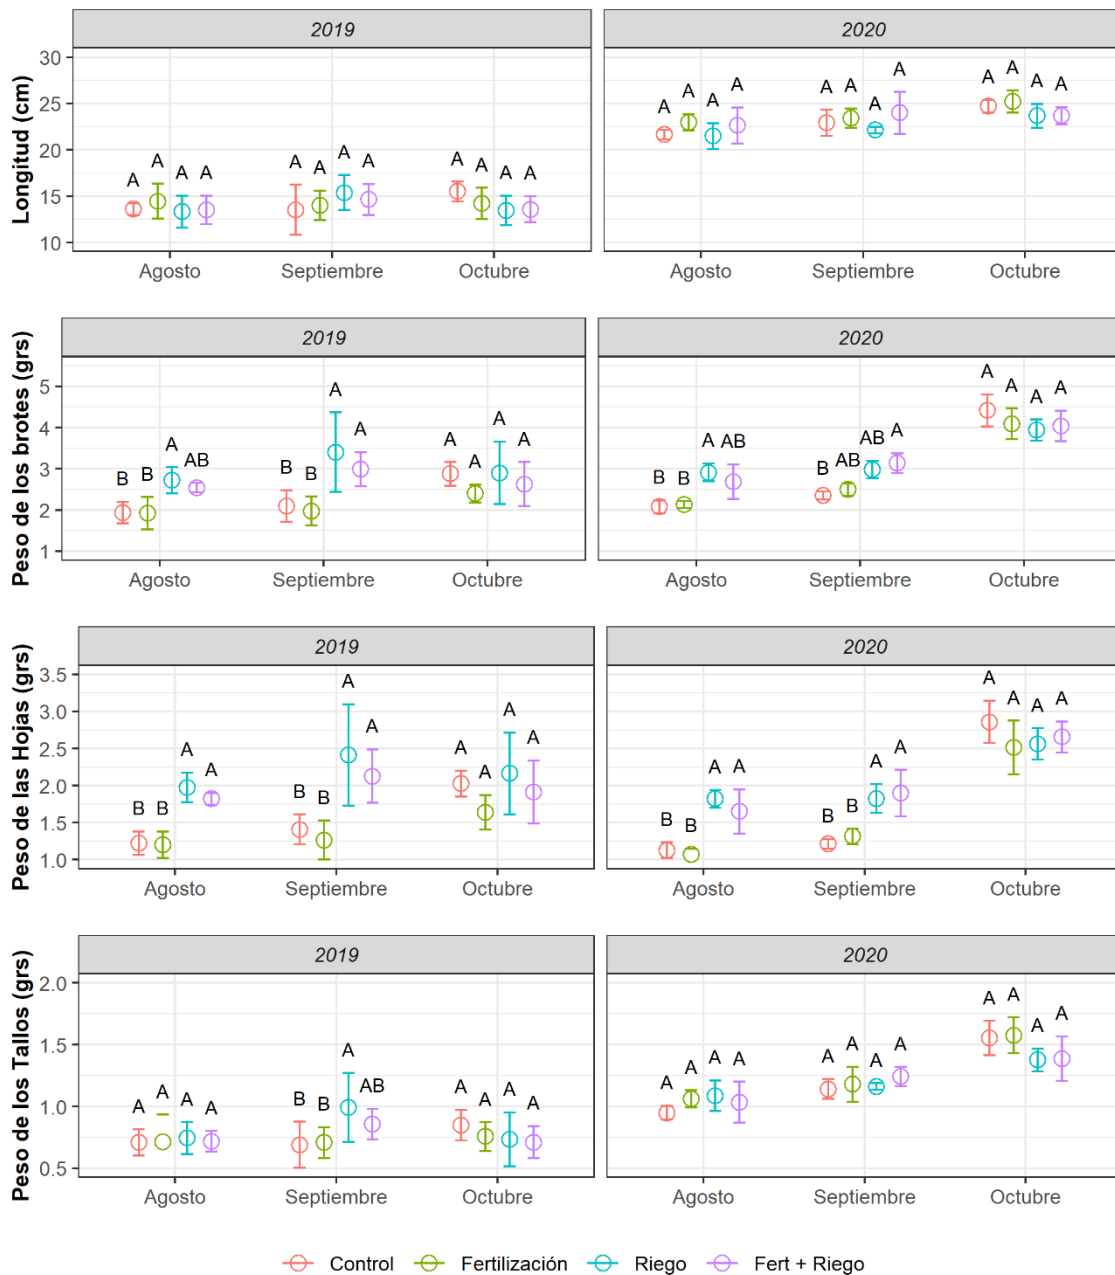 2019 2020
Longitud (cm)
30
25
20
15
10
A A A A A A A A A A A A
A A A A A A A A A A A A
Agosto Septiembre Octubre Agosto Septiembre Octubre
2019 2020
Peso de los brotes (grs)
5
4
3
2
1
B B A AB B B A A A A A A
B B A AB B AB AB A A A A A
Agosto Septiembre Octubre Agosto Septiembre Octubre
2019 2020
Peso de las Hojas (grs)
3.5
3.0
2.5
2.0
1.5
1.0
B B A A B B A A A A A A
B B A A B B A A A A A A
Agosto Septiembre Octubre Agosto Septiembre Octubre
2019 2020
Peso de los Tallos (grs)
2.0
1.5
1.0
0.5
A A A A B B A AB A A A A
A A A A A A A A A A A A
Agosto Septiembre Octubre Agosto Septiembre Octubre
Control Fertilización Riego Fert + Riego